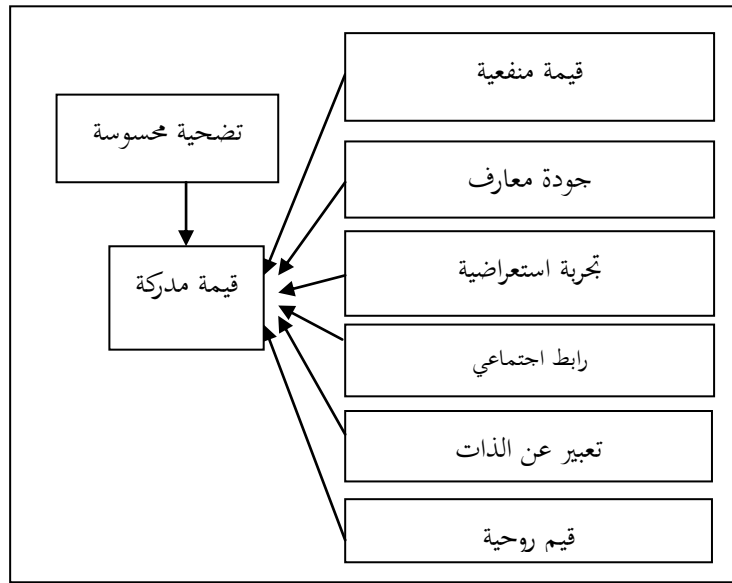 قيمة منفعية
تضحية محسوسة
جودة معارف
تجربة استعراضية
قيمة مدركة
رابط اجتماعي
تعبير عن الذات
قيم روحية